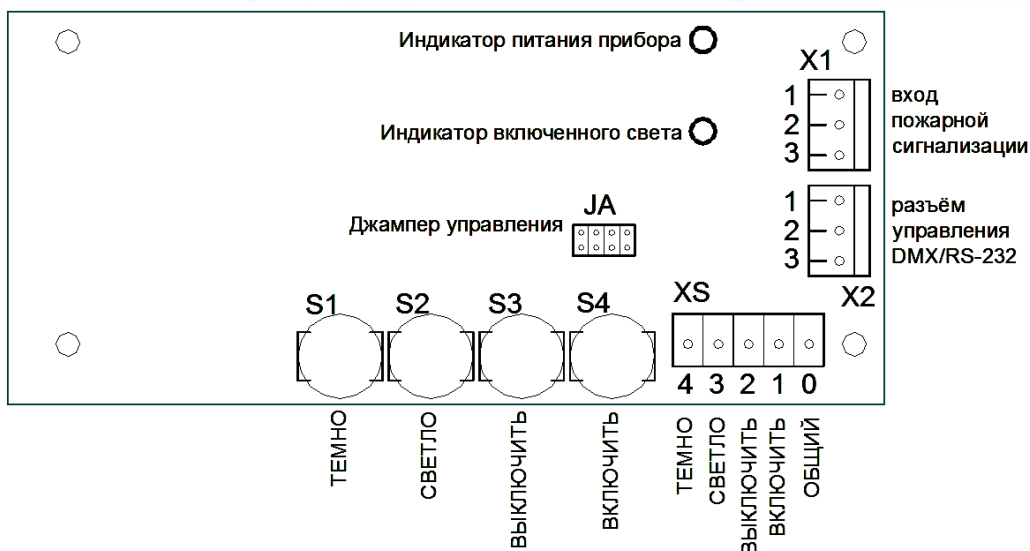 Индикатор питания прибора
X1
1
2
3
вход
пожарной
сигнализации
Индикатор включенного света
Джампер управления
JA
1
2
3
разъём
управления
DMX/RS-232
X2
S1
S2
S3
S4
XS
4 3 2 1 0
ТЕМНО
СВЕТЛО
ВЫКЛЮЧИТЬ
ВКЛЮЧИТЬ
ТЕМНО
СВЕТЛО
ВЫКЛЮЧИТЬ
ВКЛЮЧИТЬ
ОБЩИЙ